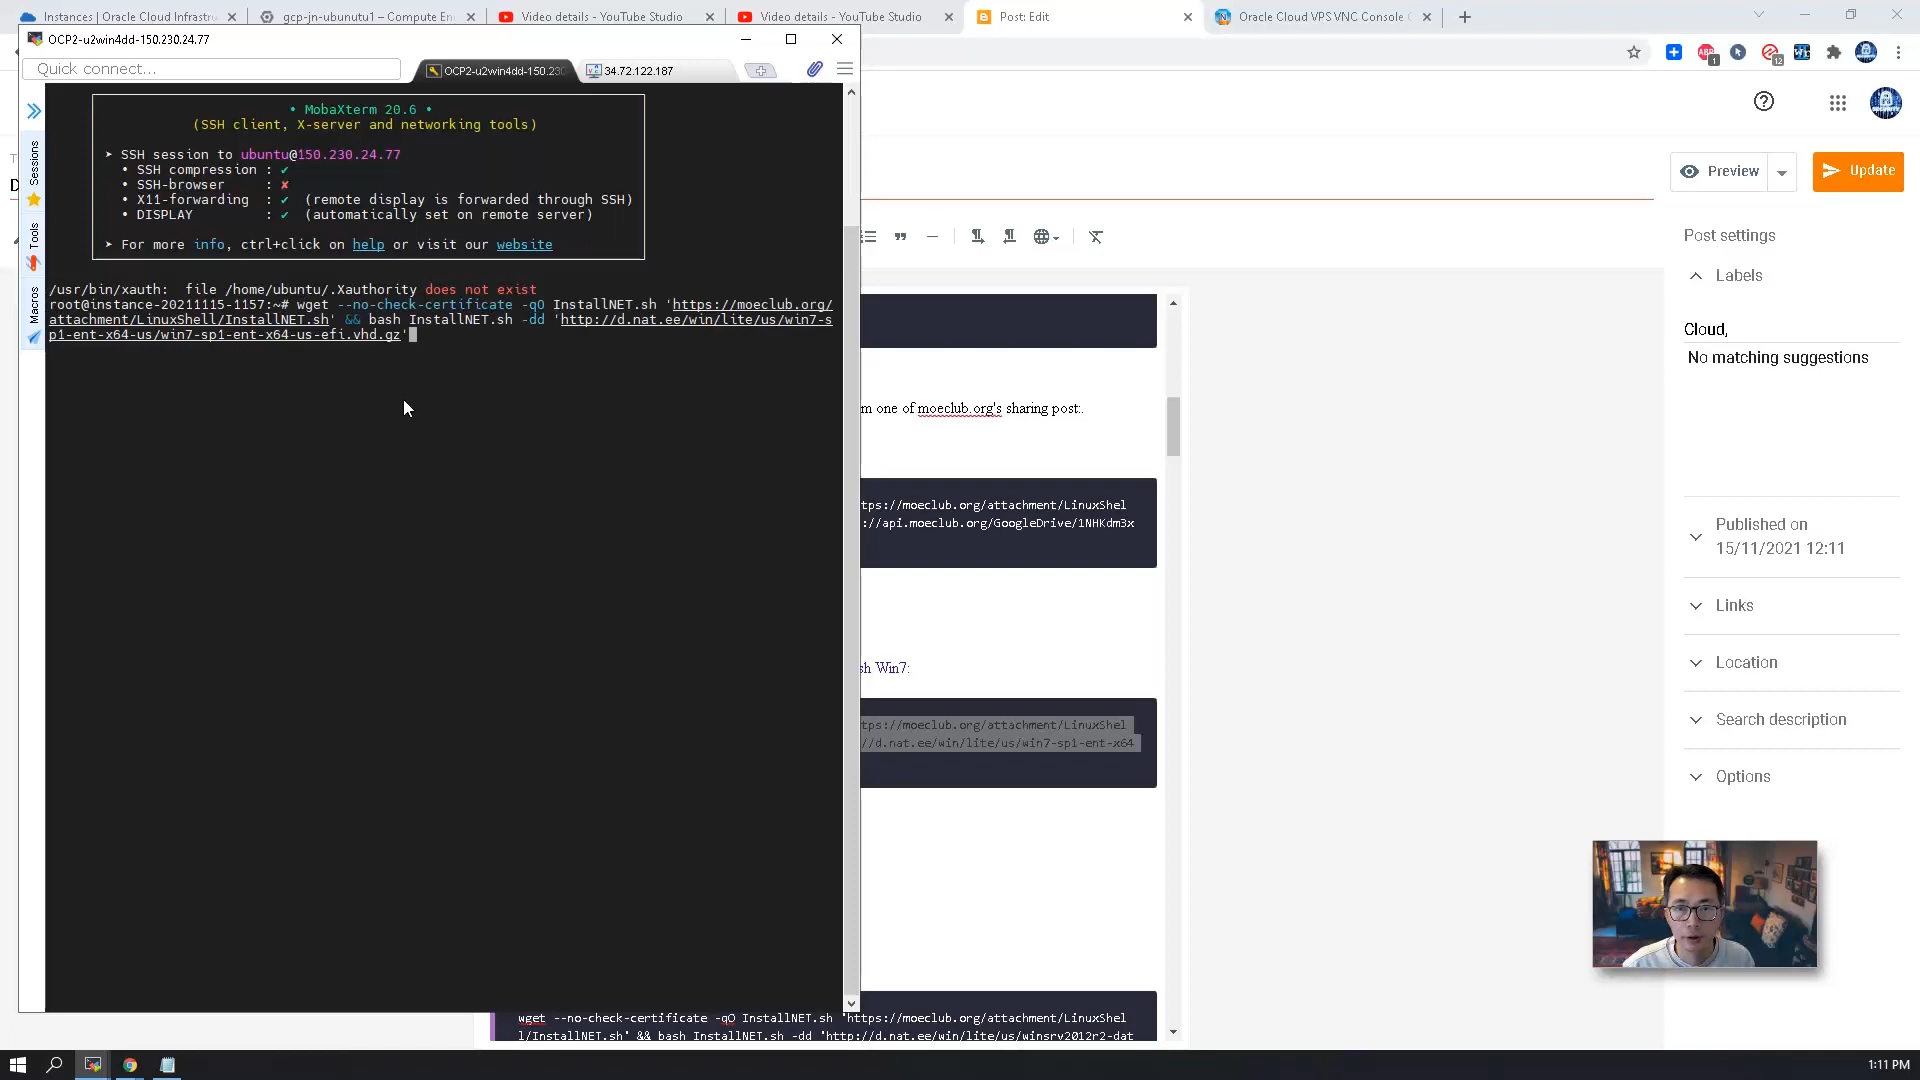 Instances | Oracle Cloud Infrastru
gcp-jn-ubunutu1 – Compute En
Video details - YouTube Studio
Video details - YouTube Studio
Post: Edit
Oracle Cloud VPS VNC Console C
OCP2-u2win4dd-150.230.24.77
Quick connect...
OCP2-u2win4dd-150.230
34.72.122.187
Sessions
Tools
Macros
• MobaXterm 20.6 •
(SSH client, X-server and networking tools)
➤ SSH session to ubuntu@150.230.24.77
• SSH compression : ✔
• SSH-browser : ✘
• X11-forwarding : ✔ (remote display is forwarded through SSH)
• DISPLAY : ✔ (automatically set on remote server)
➤ For more info, ctrl+click on help or visit our website
/usr/bin/xauth: file /home/ubuntu/.Xauthority does not exist
root@instance-20211115-1157:~# wget --no-check-certificate -qO InstallNET.sh 'https://moeclub.org/
attachment/LinuxShell/InstallNET.sh' && bash InstallNET.sh -dd 'http://d.nat.ee/win/lite/us/win7-s
p1-ent-x64-us/win7-sp1-ent-x64-us-efi.vhd.gz'
m one of moeclub.org's sharing post:.
tps://moeclub.org/attachment/LinuxShel
://api.moeclub.org/GoogleDrive/1NHKdm3x
sh Win7:
tps://moeclub.org/attachment/LinuxShel
//d.nat.ee/win/lite/us/win7-sp1-ent-x64
wget --no-check-certificate -qO InstallNET.sh 'https://moeclub.org/attachment/LinuxShel
l/InstallNET.sh' && bash InstallNET.sh -dd 'http://d.nat.ee/win/lite/us/winsrv2012r2-dat
Preview
Update
Post settings
Labels
Cloud,
No matching suggestions
Published on
15/11/2021 12:11
Links
Location
Search description
Options
1:11 PM